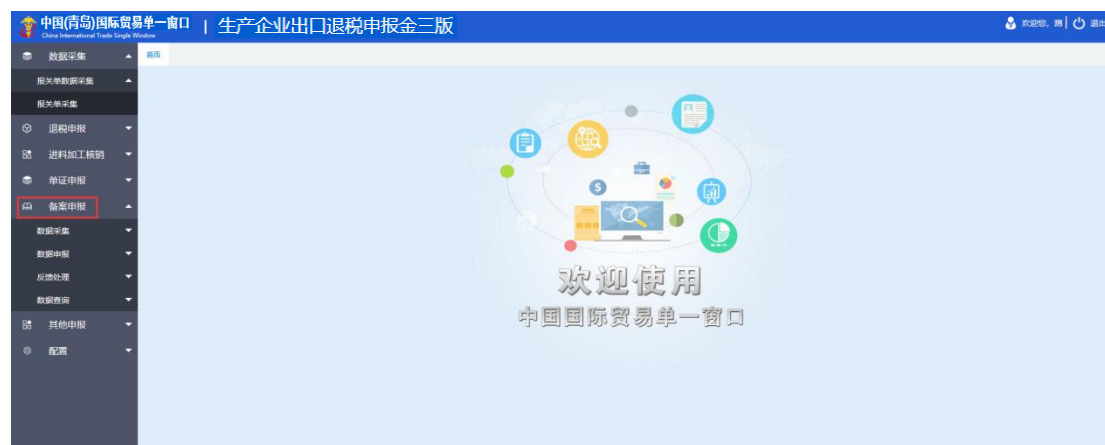 中国(青岛)国际贸易单一窗口 | 生产企业出口退税申报金三版
China International Trade Single Window
欢迎您, 测 | 退出
数据采集
首页
报关单数据采集
报关单采集
退税申报
进料加工核销
单证申报
备案申报
数据采集
数据申报
反馈处理
数据查询
其他申报
配置
欢迎使用
中国国际贸易单一窗口